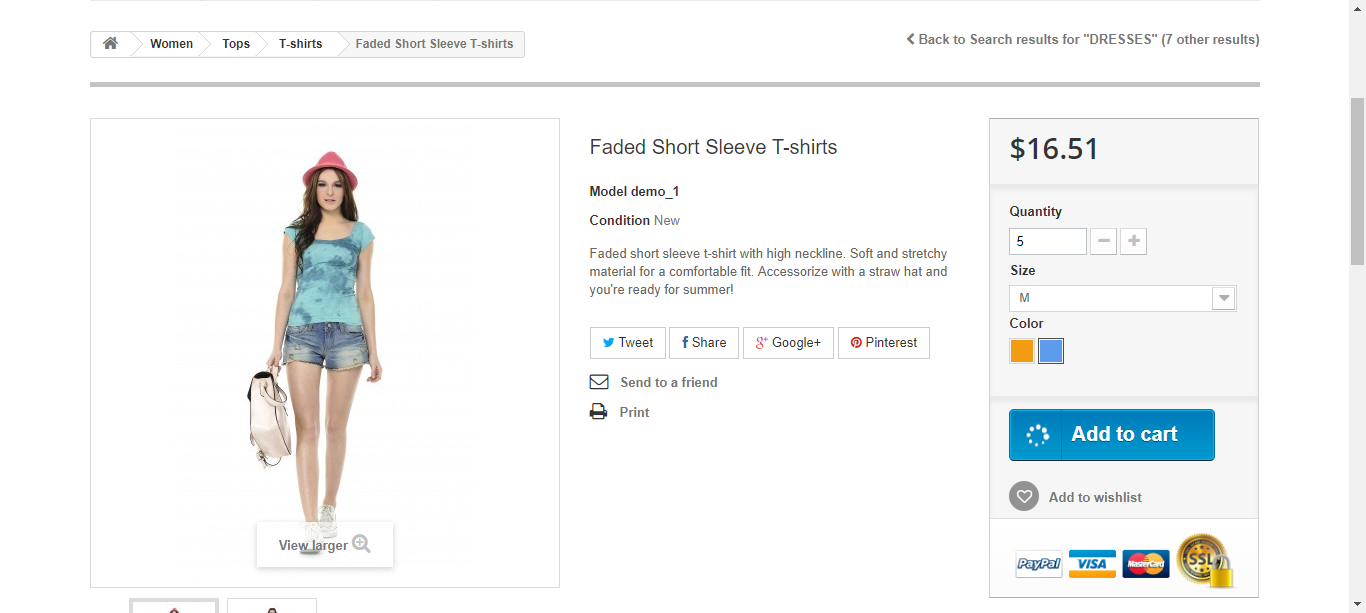 Women Tops T-shirts Faded Short Sleeve T-shirts
Back to Search results for "DRESSES" (7 other results)
View larger
Faded Short Sleeve T-shirts
Model demo_1
Condition New
Faded short sleeve t-shirt with high neckline. Soft and stretchy
material for a comfortable fit. Accessorize with a straw hat and
you're ready for summer!
Tweet Share Google+ Pinterest
Send to a friend
Print
$16.51
Quantity
5
Size
M
Color
Add to cart
Add to wishlist
PayPal VISA MasterCard SSL